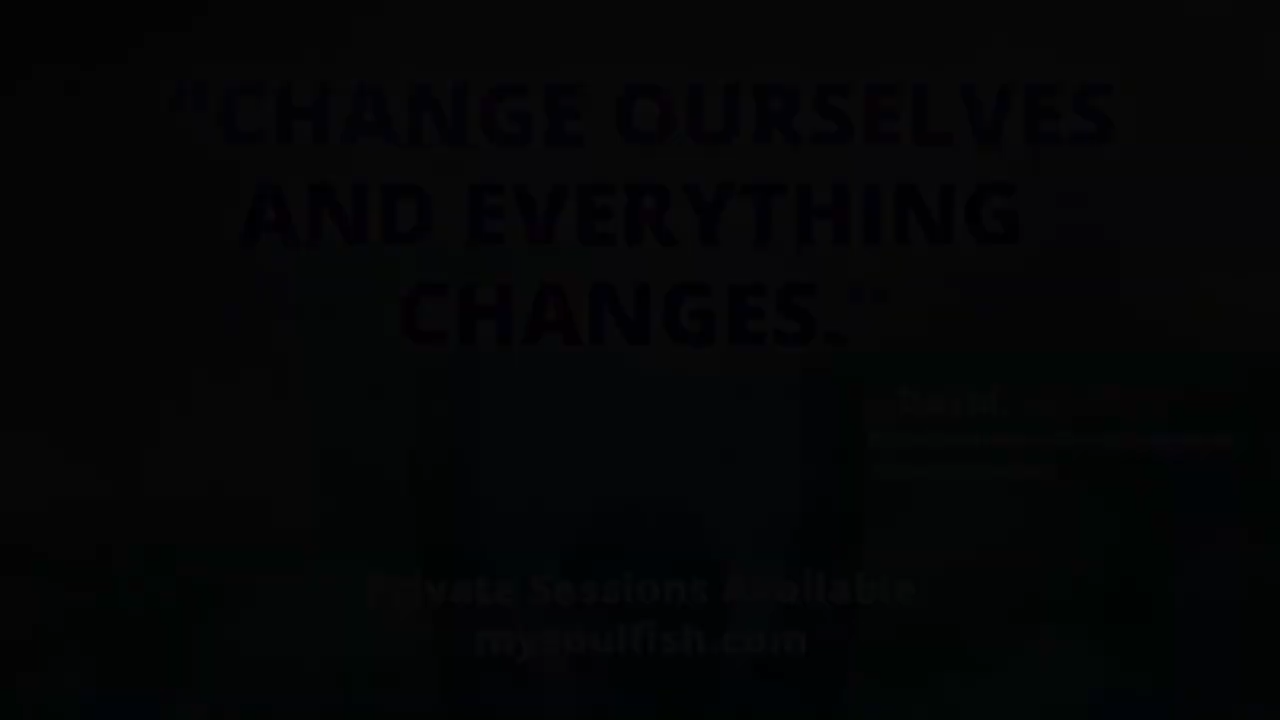 "CHANGE OURSELVES
AND EVERYTHING
CHANGES."
Private Sessions Available
mysoulfish.com